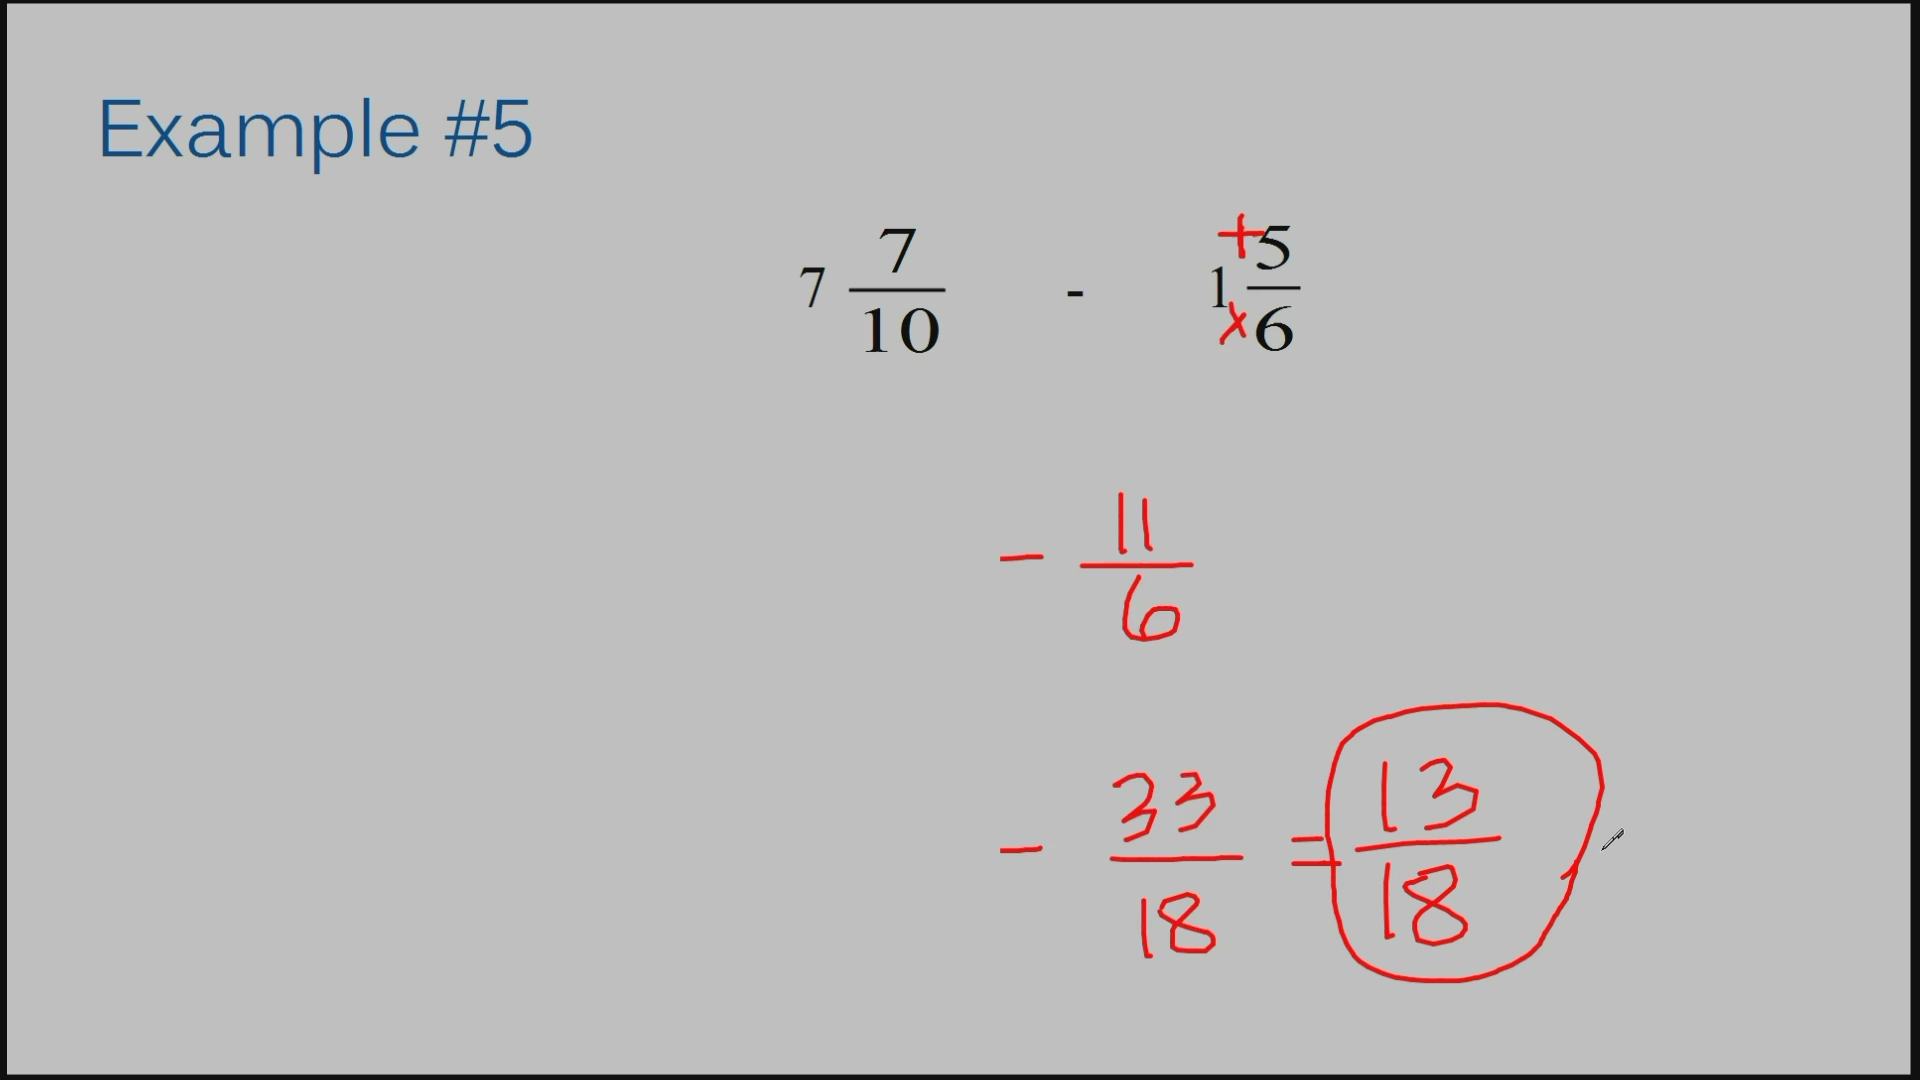 Example #5
7 7/10 - 1 + 5 / × 6
- 11/6
- 33/18 = 13/18